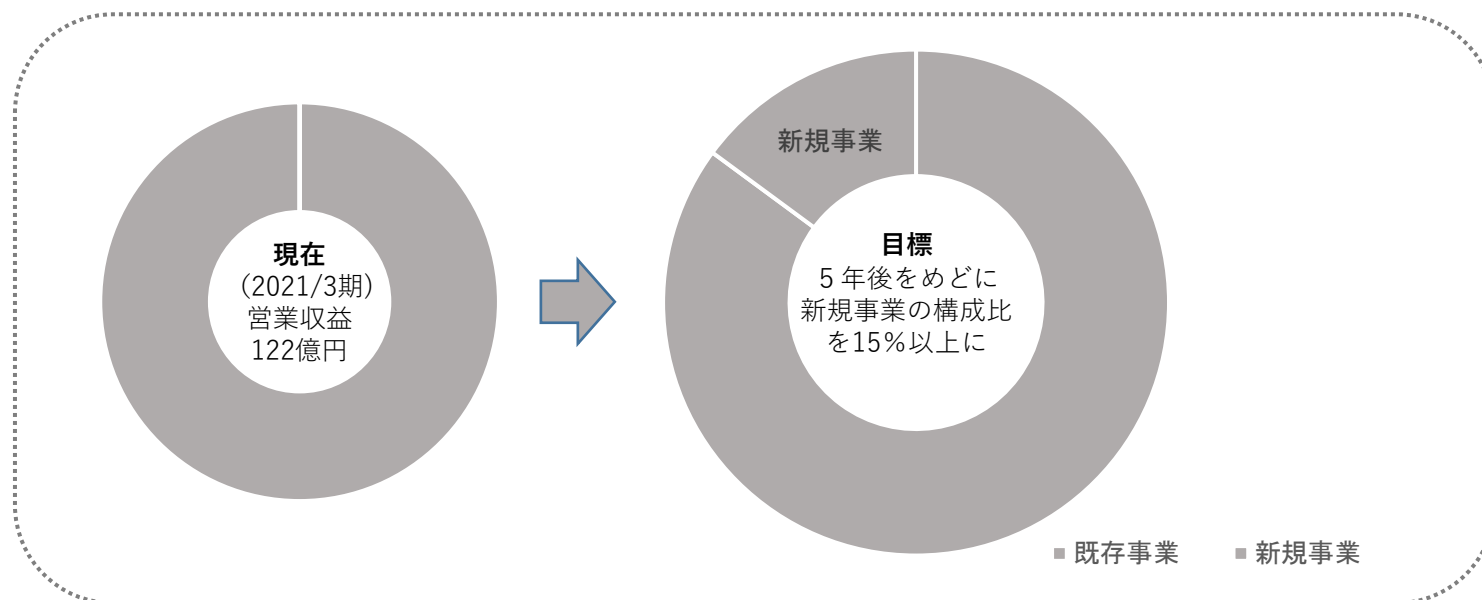 新規事業
現在
（2021/3期）
営業収益
122億円
目標
５年後をめどに
新規事業の構成比
を15％以上に
既存事業
新規事業